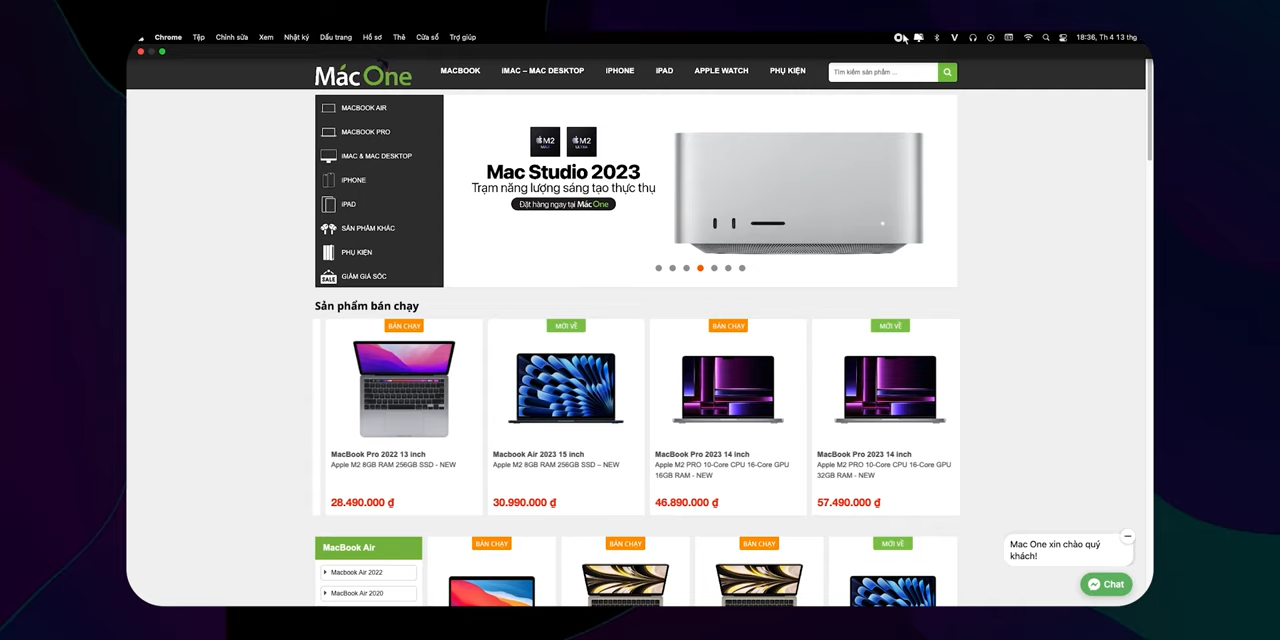 Chrome Tệp Chỉnh sửa Xem Nhật ký Dấu trang Hồ sơ Thẻ Cửa sổ Trợ giúp 18:36, Th 4 13 thg
Mác One MACBOOK IMAC – MAC DESKTOP IPHONE IPAD APPLE WATCH PHỤ KIỆN Tìm kiếm sản phẩm ...
MACBOOK AIR
MACBOOK PRO
IMAC & MAC DESKTOP
IPHONE
IPAD
SẢN PHẨM KHÁC
PHỤ KIỆN
SALE GIẢM GIÁ SỐC
M2 M2
Mac Studio 2023
Trạm năng lượng sáng tạo thực thụ
Đặt hàng ngay tại MácOne
Sản phẩm bán chạy
BÁN CHẠY
MacBook Pro 2022 13 inch
Apple M2 8GB RAM 256GB SSD - NEW
28.490.000 ₫
MỚI VỀ
Macbook Air 2023 15 inch
Apple M2 8GB RAM 256GB SSD – NEW
30.990.000 ₫
BÁN CHẠY
MacBook Pro 2023 14 inch
Apple M2 PRO 10-Core CPU 16-Core GPU
16GB RAM - NEW
46.890.000 ₫
MỚI VỀ
MacBook Pro 2023 14 inch
Apple M2 PRO 10-Core CPU 16-Core GPU
32GB RAM - NEW
57.490.000 ₫
MacBook Air
Macbook Air 2022
MacBook Air 2020
BÁN CHẠY BÁN CHẠY BÁN CHẠY MỚI VỀ
Mac One xin chào quý
khách!
Chat